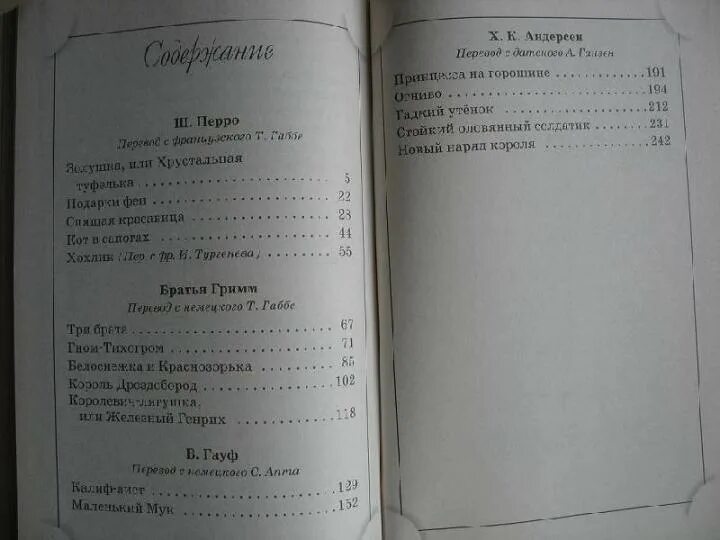 Содержание
Ш. Перро
Перевод с французского Т. Габбе
Золушка, или Хрустальная
туфелька 5
Подарки феи 22
Спящая красавица 28
Кот в сапогах 44
Хохлик (Пер. с фр. И. Тургенева) 55
Братья Гримм
Перевод с немецкого Т. Габбе
Три брата 67
Гном-Тихогром 71
Белоснежка и Краснозорька 85
Король Дроздобород 102
Королевич-лягушка,
или Железный Генрих 118
В. Гауф
Перевод с немецкого С. Апта
Калиф-аист 129
Маленький Мук 152
Х. К. Андерсен
Перевод с датского А. Ганзен
Принцесса на горошине 191
Огниво 194
Гадкий утёнок 212
Стойкий оловянный солдатик 231
Новый наряд короля 242